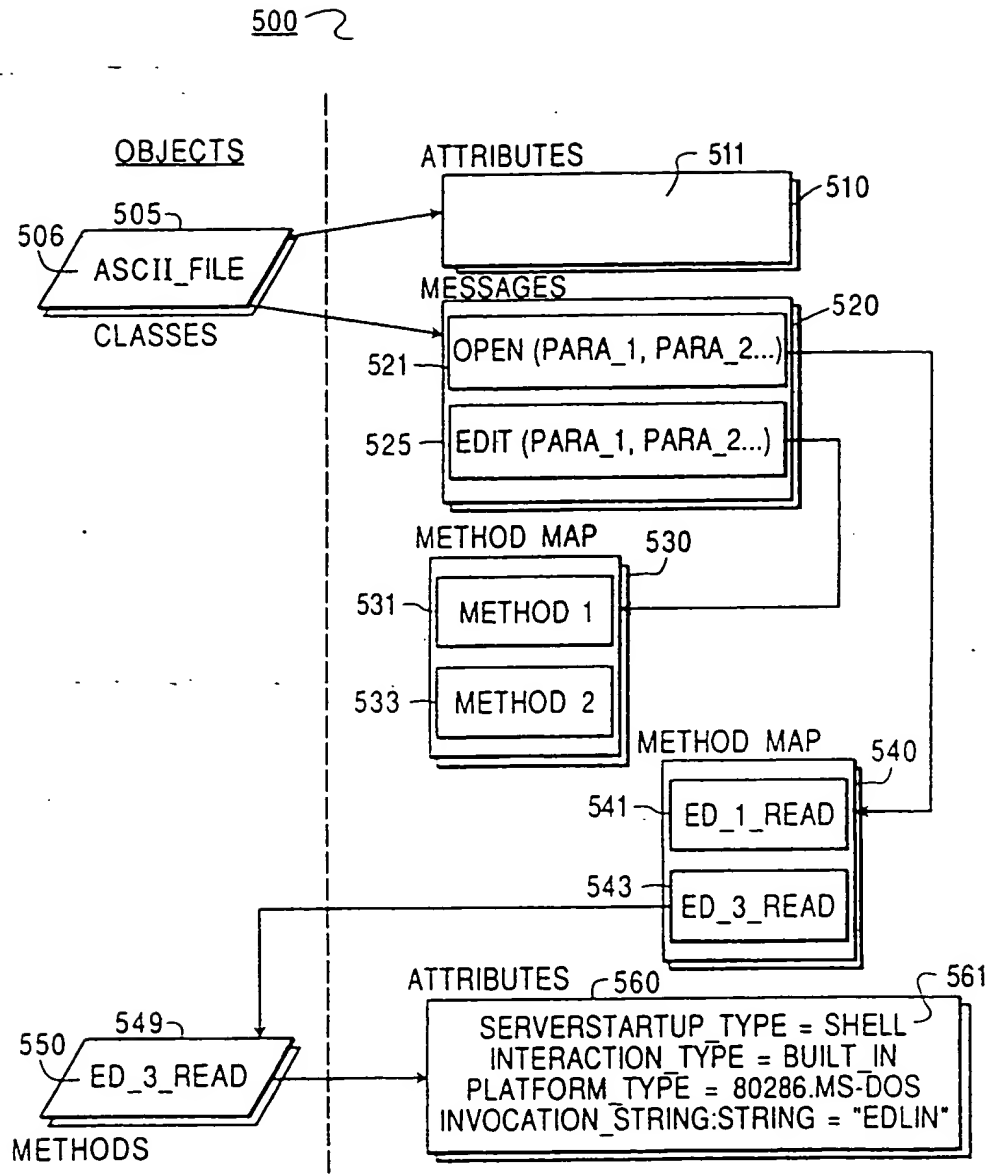 500
OBJECTS
ATTRIBUTES
511
510
505
506
ASCII_FILE
CLASSES
MESSAGES
520
OPEN (PARA_1, PARA_2...)
521
EDIT (PARA_1, PARA_2...)
525
METHOD MAP
530
531
METHOD 1
533
METHOD 2
METHOD MAP
540
541
ED_1_READ
543
ED_3_READ
ATTRIBUTES
560
561
SERVERSTARTUP_TYPE = SHELL
INTERACTION_TYPE = BUILT_IN
PLATFORM_TYPE = 80286.MS-DOS
INVOCATION_STRING:STRING = "EDLIN"
549
550
ED_3_READ
METHODS